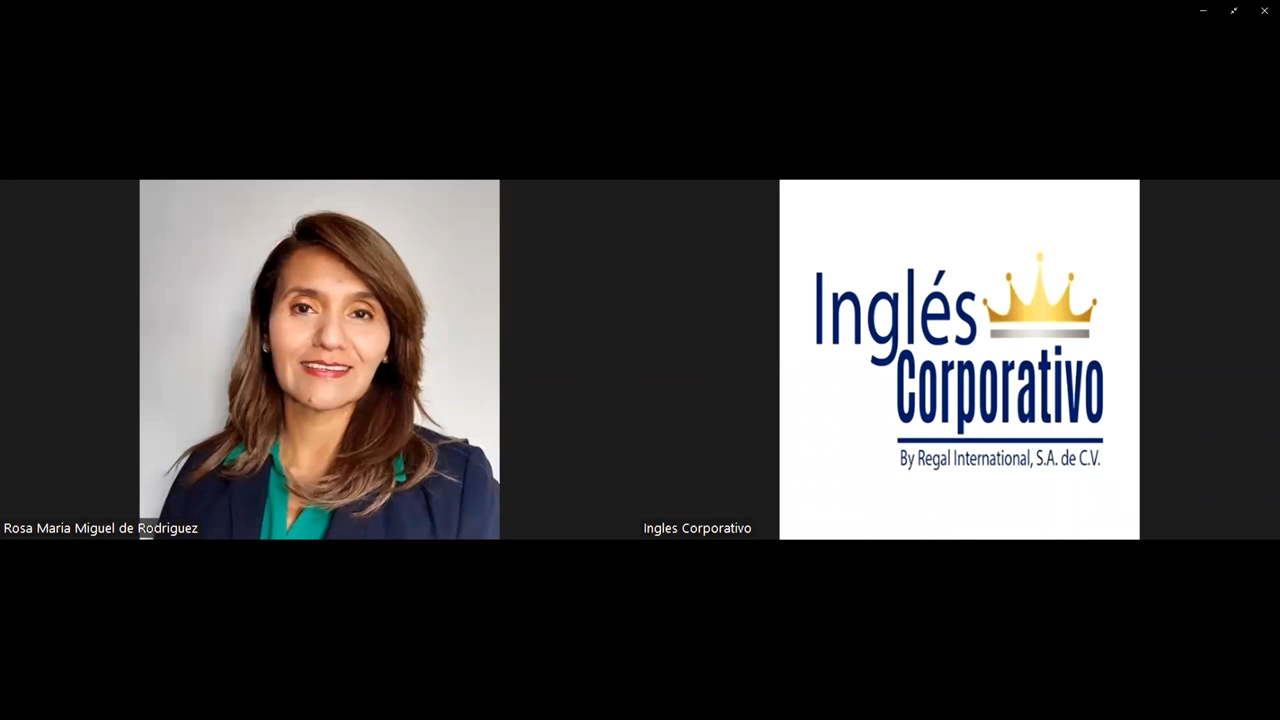 Inglés
Corporativo
By Regal International, S.A. de C.V.
Rosa Maria Miguel de Rodriguez
Ingles Corporativo